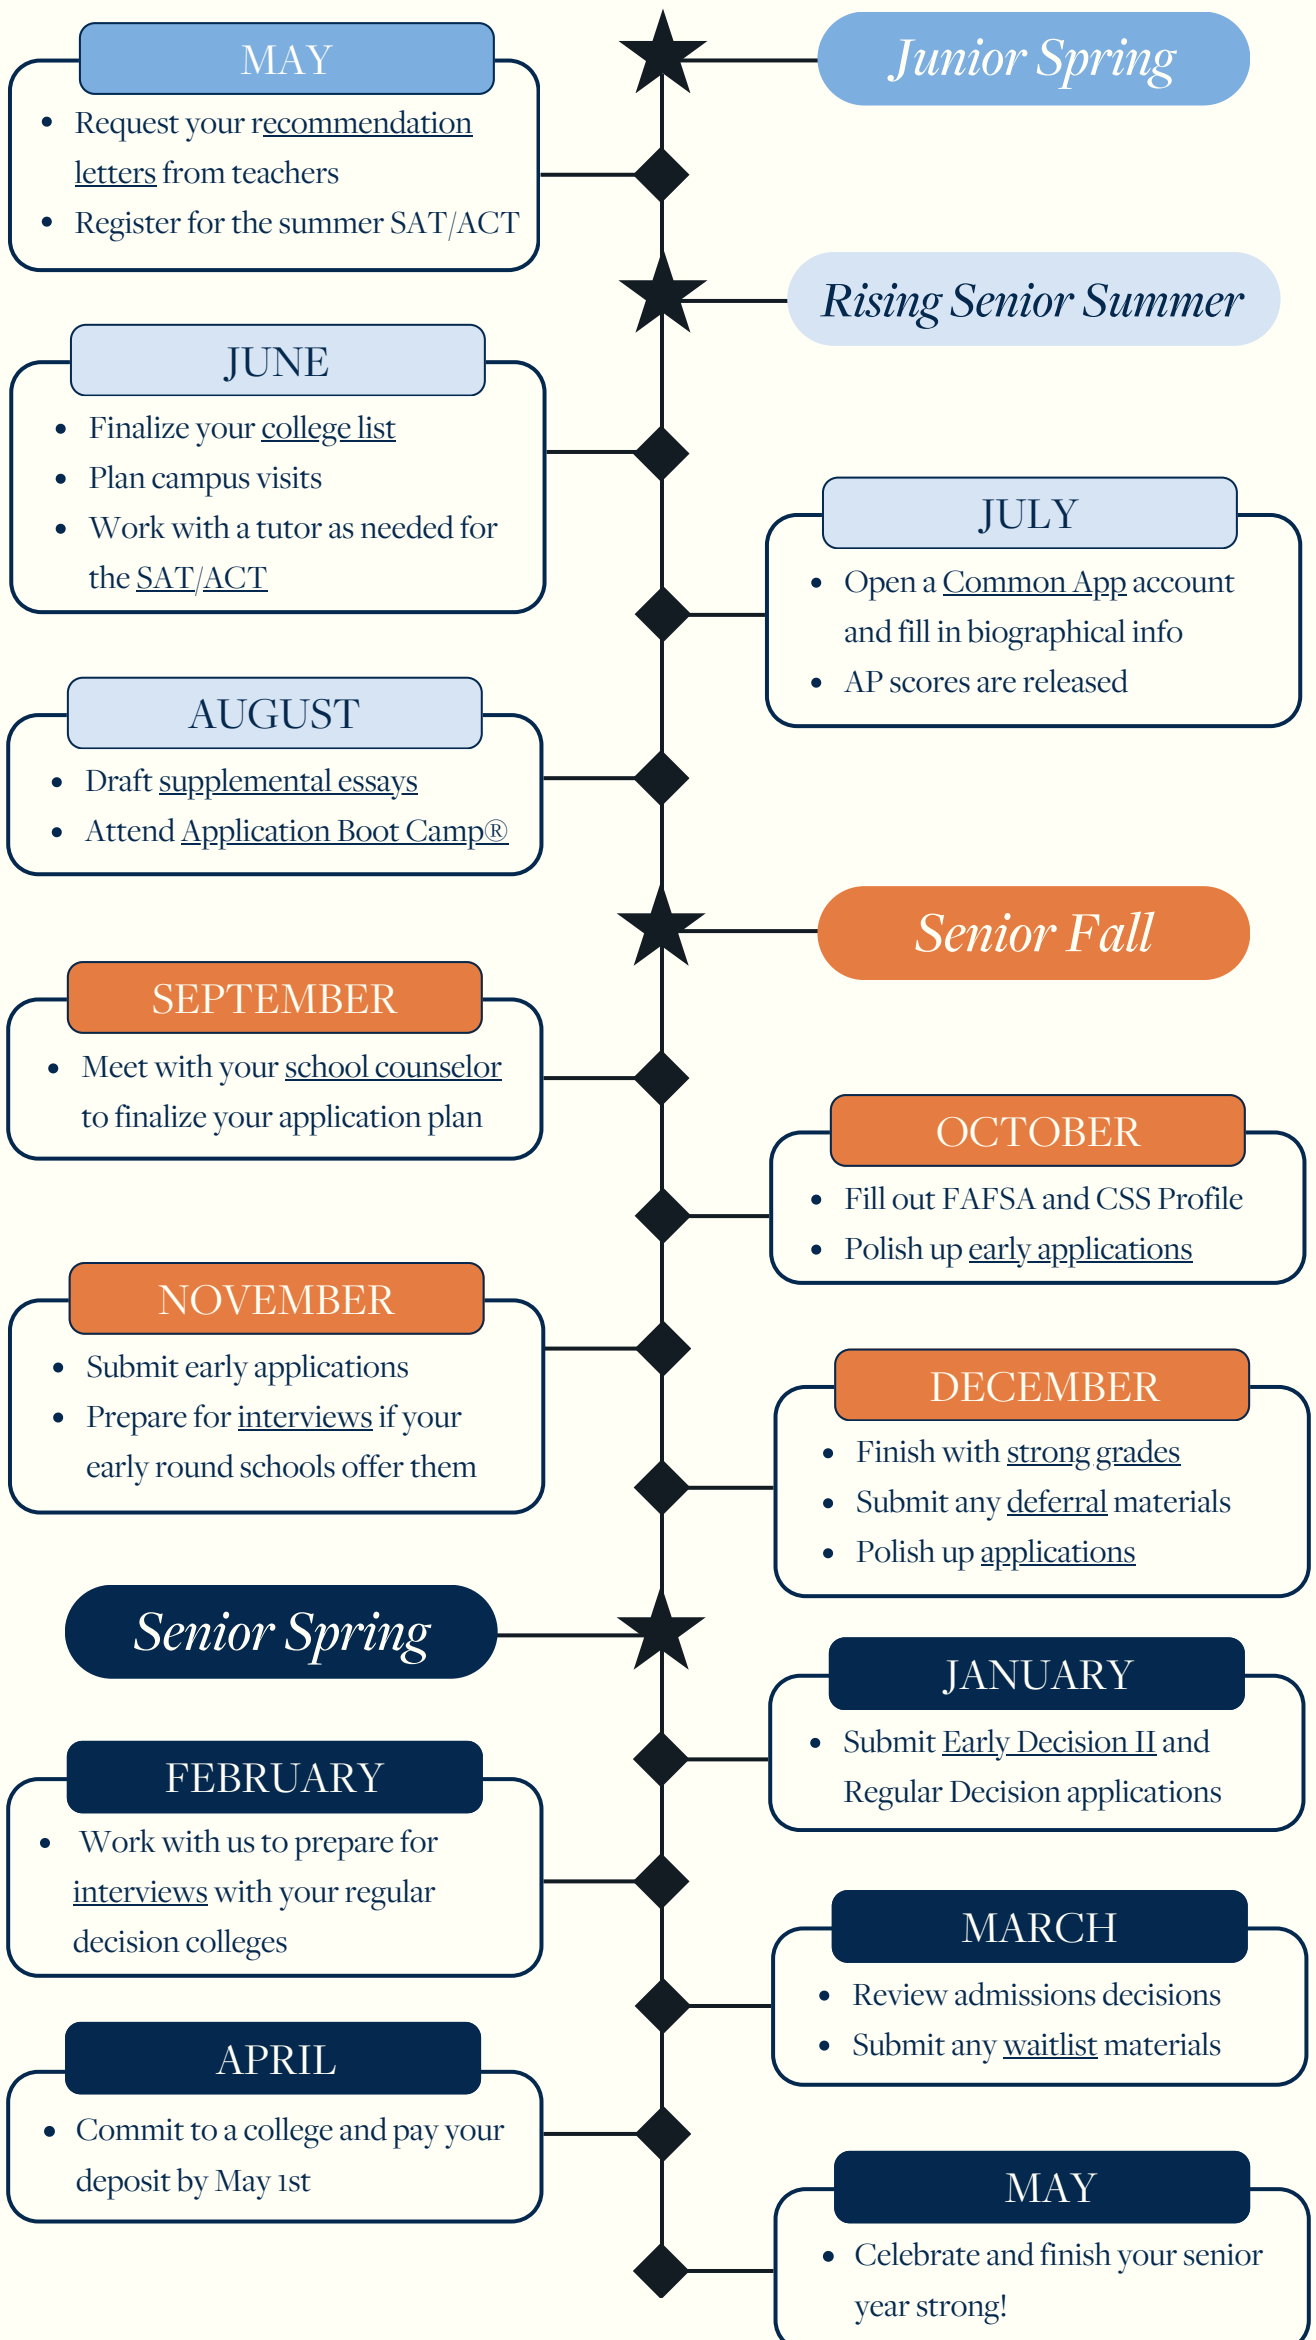 Junior Spring
MAY
• Request your recommendation
letters from teachers
• Register for the summer SAT/ACT
Rising Senior Summer
JUNE
• Finalize your college list
• Plan campus visits
• Work with a tutor as needed for
the SAT/ACT
JULY
• Open a Common App account
and fill in biographical info
• AP scores are released
AUGUST
• Draft supplemental essays
• Attend Application Boot Camp®
Senior Fall
SEPTEMBER
• Meet with your school counselor
to finalize your application plan
OCTOBER
• Fill out FAFSA and CSS Profile
• Polish up early applications
NOVEMBER
• Submit early applications
• Prepare for interviews if your
early round schools offer them
DECEMBER
• Finish with strong grades
• Submit any deferral materials
• Polish up applications
Senior Spring
JANUARY
• Submit Early Decision II and
Regular Decision applications
FEBRUARY
• Work with us to prepare for
interviews with your regular
decision colleges
MARCH
• Review admissions decisions
• Submit any waitlist materials
APRIL
• Commit to a college and pay your
deposit by May 1st
MAY
• Celebrate and finish your senior
year strong!